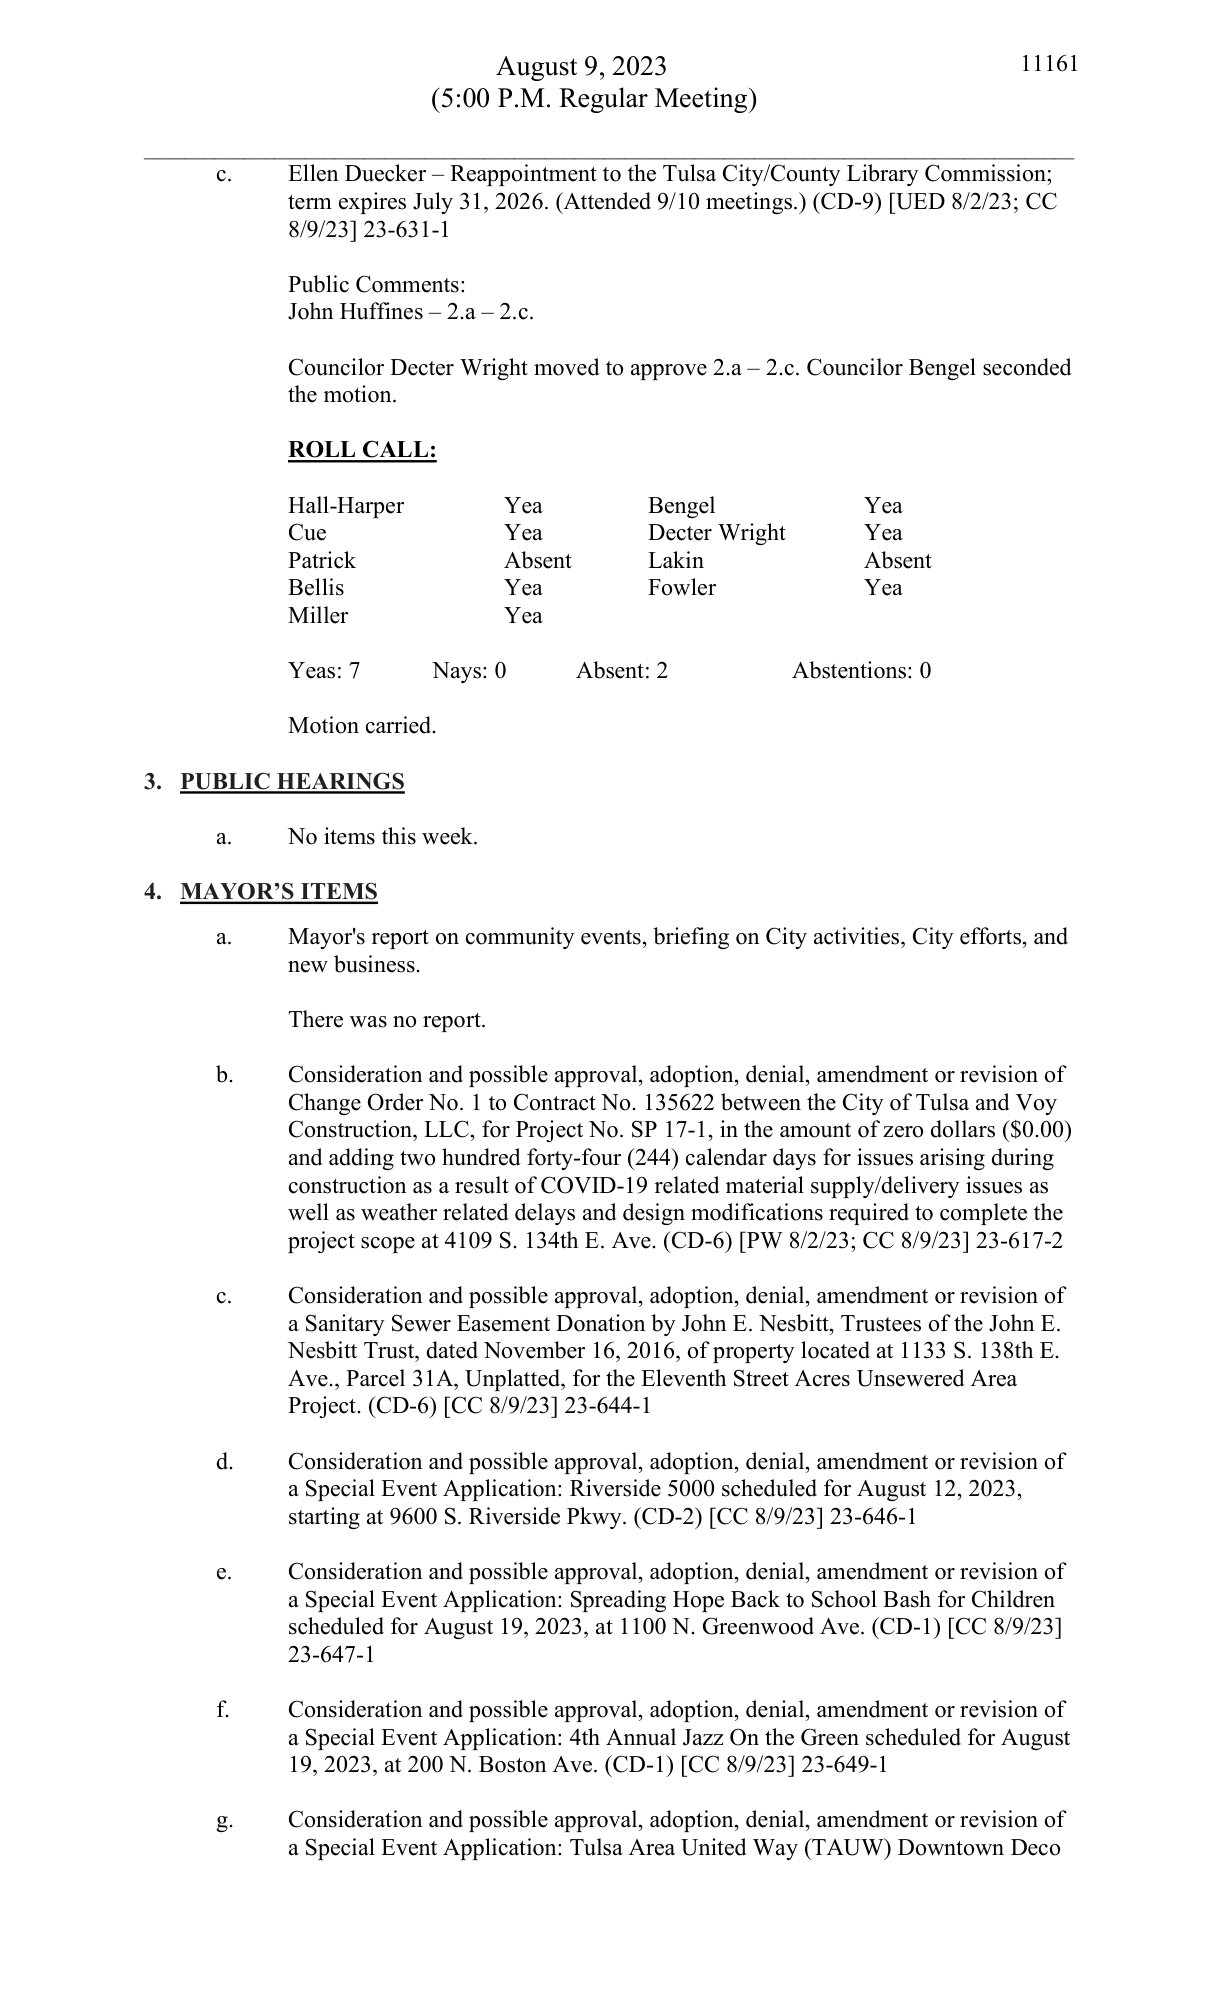 August 9, 2023
11161
(5:00 P.M. Regular Meeting)
c. Ellen Duecker – Reappointment to the Tulsa City/County Library Commission;
term expires July 31, 2026. (Attended 9/10 meetings.) (CD-9) [UED 8/2/23; CC
8/9/23] 23-631-1
Public Comments:
John Huffines – 2.a – 2.c.
Councilor Decter Wright moved to approve 2.a – 2.c. Councilor Bengel seconded
the motion.
ROLL CALL:
Hall-Harper Yea Bengel Yea
Cue Yea Decter Wright Yea
Patrick Absent Lakin Absent
Bellis Yea Fowler Yea
Miller Yea
Yeas: 7 Nays: 0 Absent: 2 Abstentions: 0
Motion carried.
3. PUBLIC HEARINGS
a. No items this week.
4. MAYOR’S ITEMS
a. Mayor's report on community events, briefing on City activities, City efforts, and
new business.
There was no report.
b. Consideration and possible approval, adoption, denial, amendment or revision of
Change Order No. 1 to Contract No. 135622 between the City of Tulsa and Voy
Construction, LLC, for Project No. SP 17-1, in the amount of zero dollars ($0.00)
and adding two hundred forty-four (244) calendar days for issues arising during
construction as a result of COVID-19 related material supply/delivery issues as
well as weather related delays and design modifications required to complete the
project scope at 4109 S. 134th E. Ave. (CD-6) [PW 8/2/23; CC 8/9/23] 23-617-2
c. Consideration and possible approval, adoption, denial, amendment or revision of
a Sanitary Sewer Easement Donation by John E. Nesbitt, Trustees of the John E.
Nesbitt Trust, dated November 16, 2016, of property located at 1133 S. 138th E.
Ave., Parcel 31A, Unplatted, for the Eleventh Street Acres Unsewered Area
Project. (CD-6) [CC 8/9/23] 23-644-1
d. Consideration and possible approval, adoption, denial, amendment or revision of
a Special Event Application: Riverside 5000 scheduled for August 12, 2023,
starting at 9600 S. Riverside Pkwy. (CD-2) [CC 8/9/23] 23-646-1
e. Consideration and possible approval, adoption, denial, amendment or revision of
a Special Event Application: Spreading Hope Back to School Bash for Children
scheduled for August 19, 2023, at 1100 N. Greenwood Ave. (CD-1) [CC 8/9/23]
23-647-1
f. Consideration and possible approval, adoption, denial, amendment or revision of
a Special Event Application: 4th Annual Jazz On the Green scheduled for August
19, 2023, at 200 N. Boston Ave. (CD-1) [CC 8/9/23] 23-649-1
g. Consideration and possible approval, adoption, denial, amendment or revision of
a Special Event Application: Tulsa Area United Way (TAUW) Downtown Deco